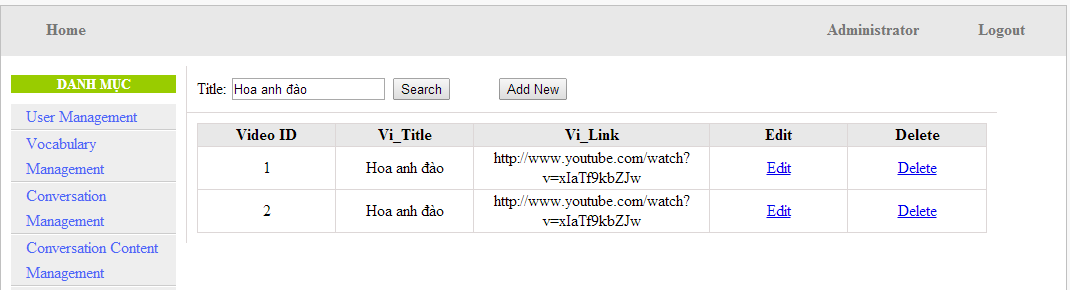 Home Administrator Logout
DANH MỤC
User Management
Vocabulary
Management
Conversation
Management
Conversation Content
Management
Title: Hoa anh đào Search Add New
Video ID Vi_Title Vi_Link Edit Delete
1 Hoa anh đào http://www.youtube.com/watch?
v=xIaTf9kbZJw Edit Delete
2 Hoa anh đào http://www.youtube.com/watch?
v=xIaTf9kbZJw Edit Delete